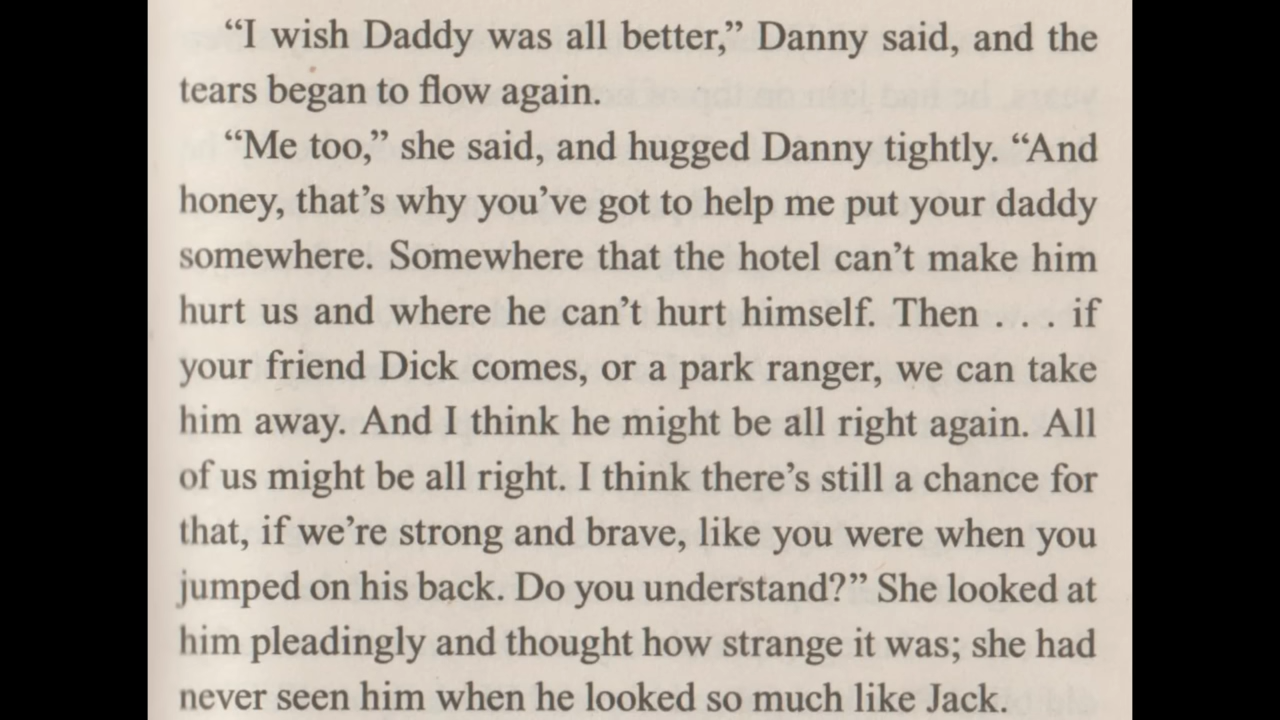 “I wish Daddy was all better,” Danny said, and the
tears began to flow again.
“Me too,” she said, and hugged Danny tightly. “And
honey, that’s why you’ve got to help me put your daddy
somewhere. Somewhere that the hotel can’t make him
hurt us and where he can’t hurt himself. Then . . . . if
your friend Dick comes, or a park ranger, we can take
him away. And I think he might be all right again. All
of us might be all right. I think there’s still a chance for
that, if we’re strong and brave, like you were when you
jumped on his back. Do you understand?” She looked at
him pleadingly and thought how strange it was; she had
never seen him when he looked so much like Jack.